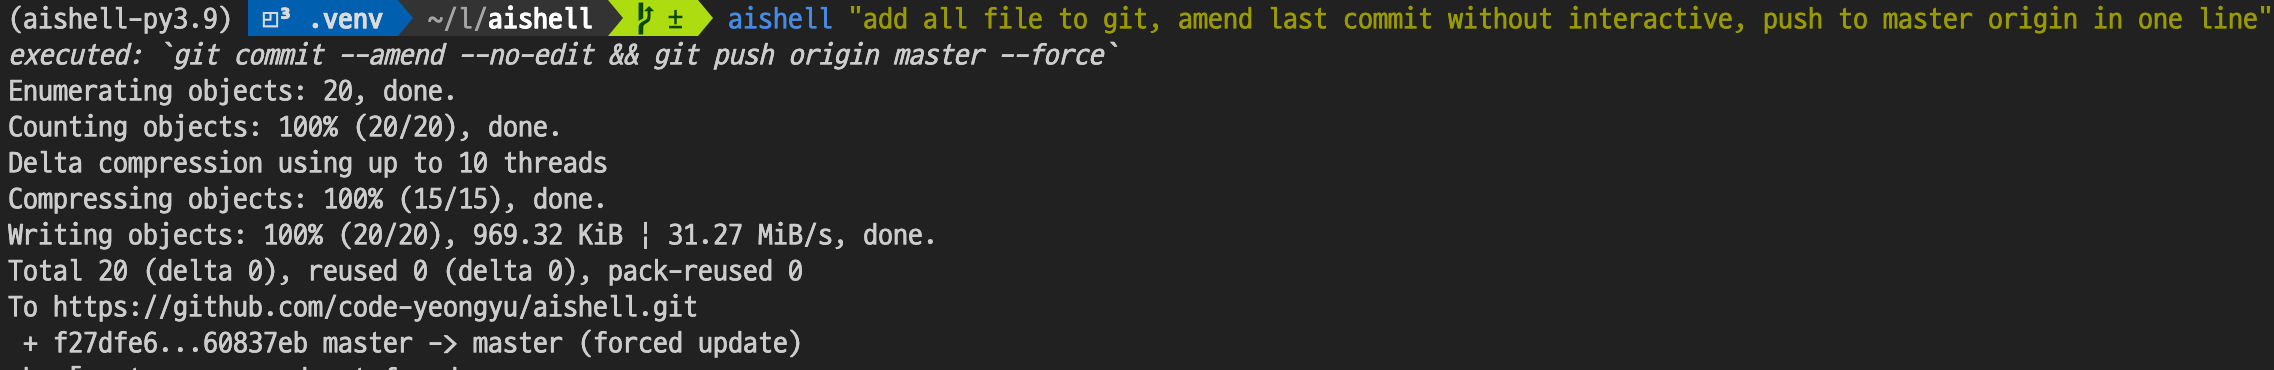 (aishell-py3.9) ◰³ .venv ~/l/aishell ± aishell "add all file to git, amend last commit without interactive, push to master origin in one line"
executed: `git commit --amend --no-edit && git push origin master --force`
Enumerating objects: 20, done.
Counting objects: 100% (20/20), done.
Delta compression using up to 10 threads
Compressing objects: 100% (15/15), done.
Writing objects: 100% (20/20), 969.32 KiB ¦ 31.27 MiB/s, done.
Total 20 (delta 0), reused 0 (delta 0), pack-reused 0
To https://github.com/code-yeongyu/aishell.git
+ f27dfe6...60837eb master -> master (forced update)